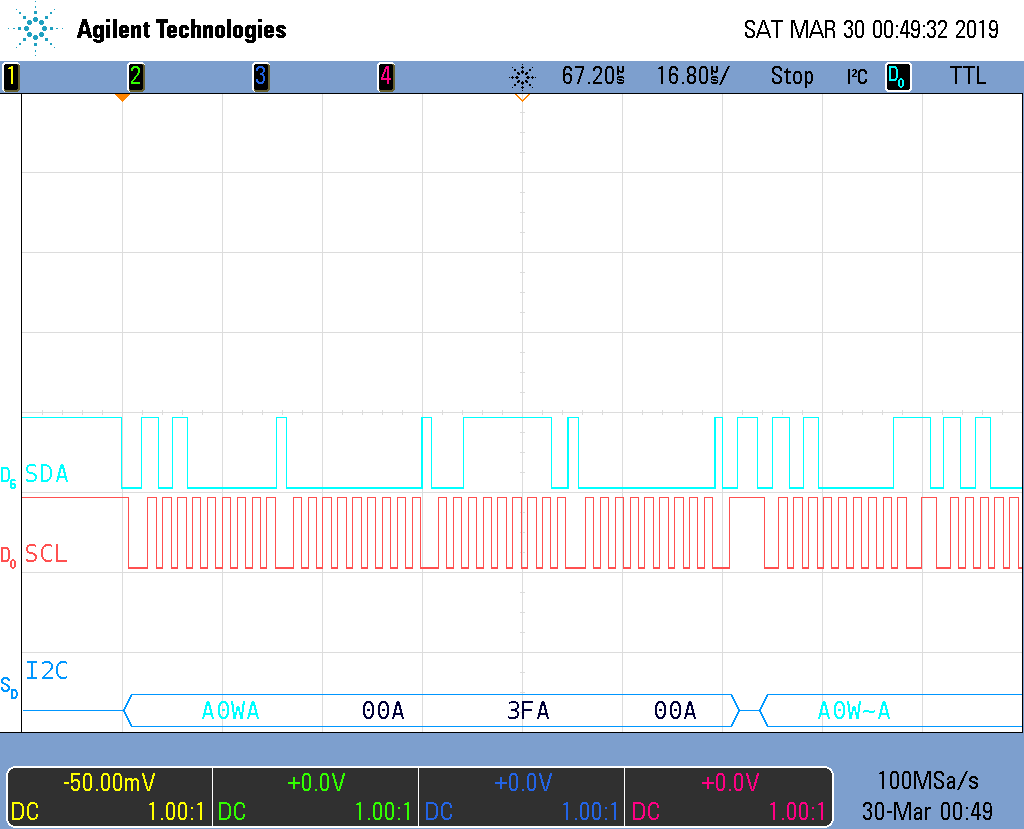 Agilent Technologies SAT MAR 30 00:49:32 2019
1 2 3 4 67.20µs 16.80µs/ Stop I²C D0 TTL
D6 SDA
D0 SCL
I2C
SD
A0WA 00A 3FA 00A A0W~A
-50.00mV +0.0V +0.0V +0.0V 100MSa/s
DC 1.00:1 DC 1.00:1 DC 1.00:1 DC 1.00:1 30-Mar 00:49